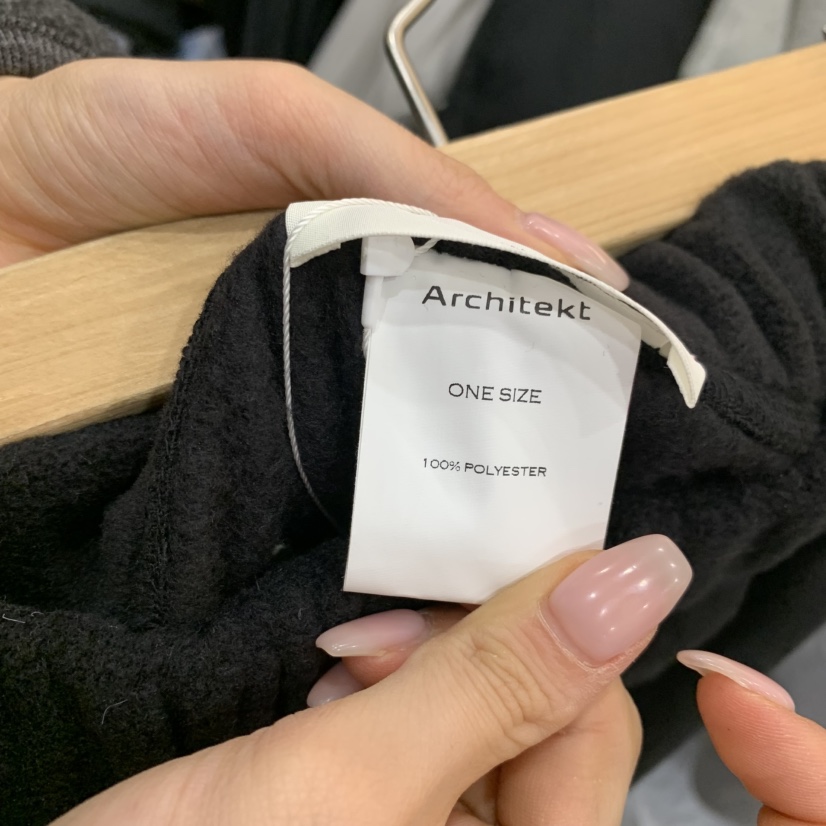 Architekt
ONE SIZE
100% POLYESTER